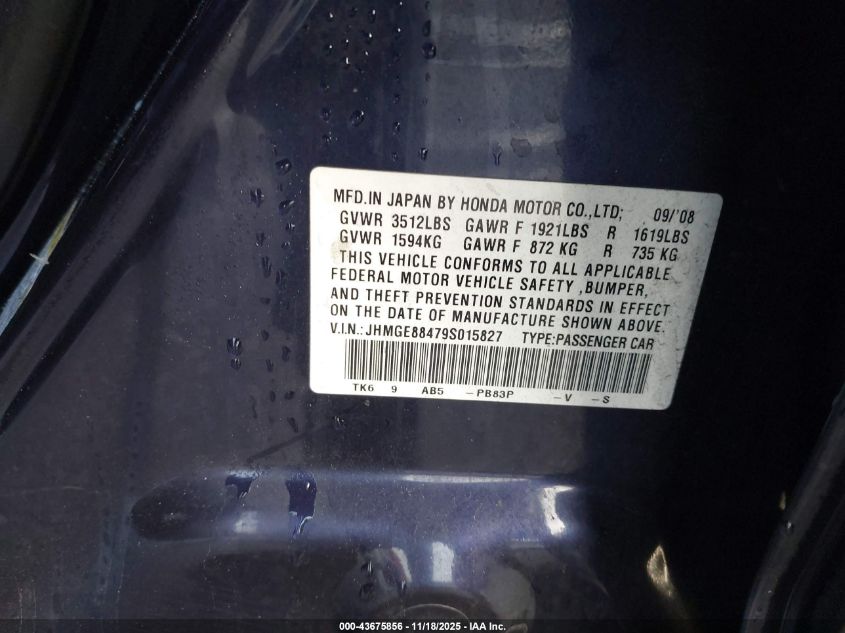 MFD.IN JAPAN BY HONDA MOTOR CO.,LTD; 09/'08
GVWR 3512LBS GAWR F 1921LBS R 1619LBS
GVWR 1594KG GAWR F 872 KG R 735 KG
THIS VEHICLE CONFORMS TO ALL APPLICABLE
FEDERAL MOTOR VEHICLE SAFETY ,BUMPER,
AND THEFT PREVENTION STANDARDS IN EFFECT
ON THE DATE OF MANUFACTURE SHOWN ABOVE.
V.I.N.:JHMGE88479S015827 TYPE:PASSENGER CAR
TK6 9 AB5 -PB83P -V -S
000-43675856 - 11/18/2025 - IAA Inc.